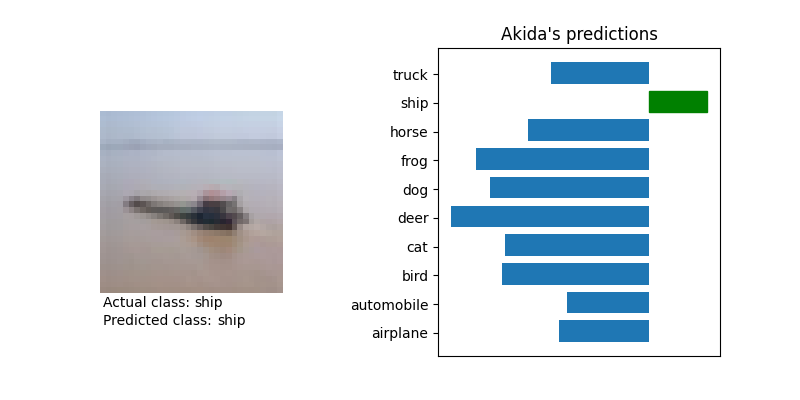 Akida's predictions
truck
ship
horse
frog
dog
deer
cat
bird
automobile
airplane
Actual class: ship
Predicted class: ship